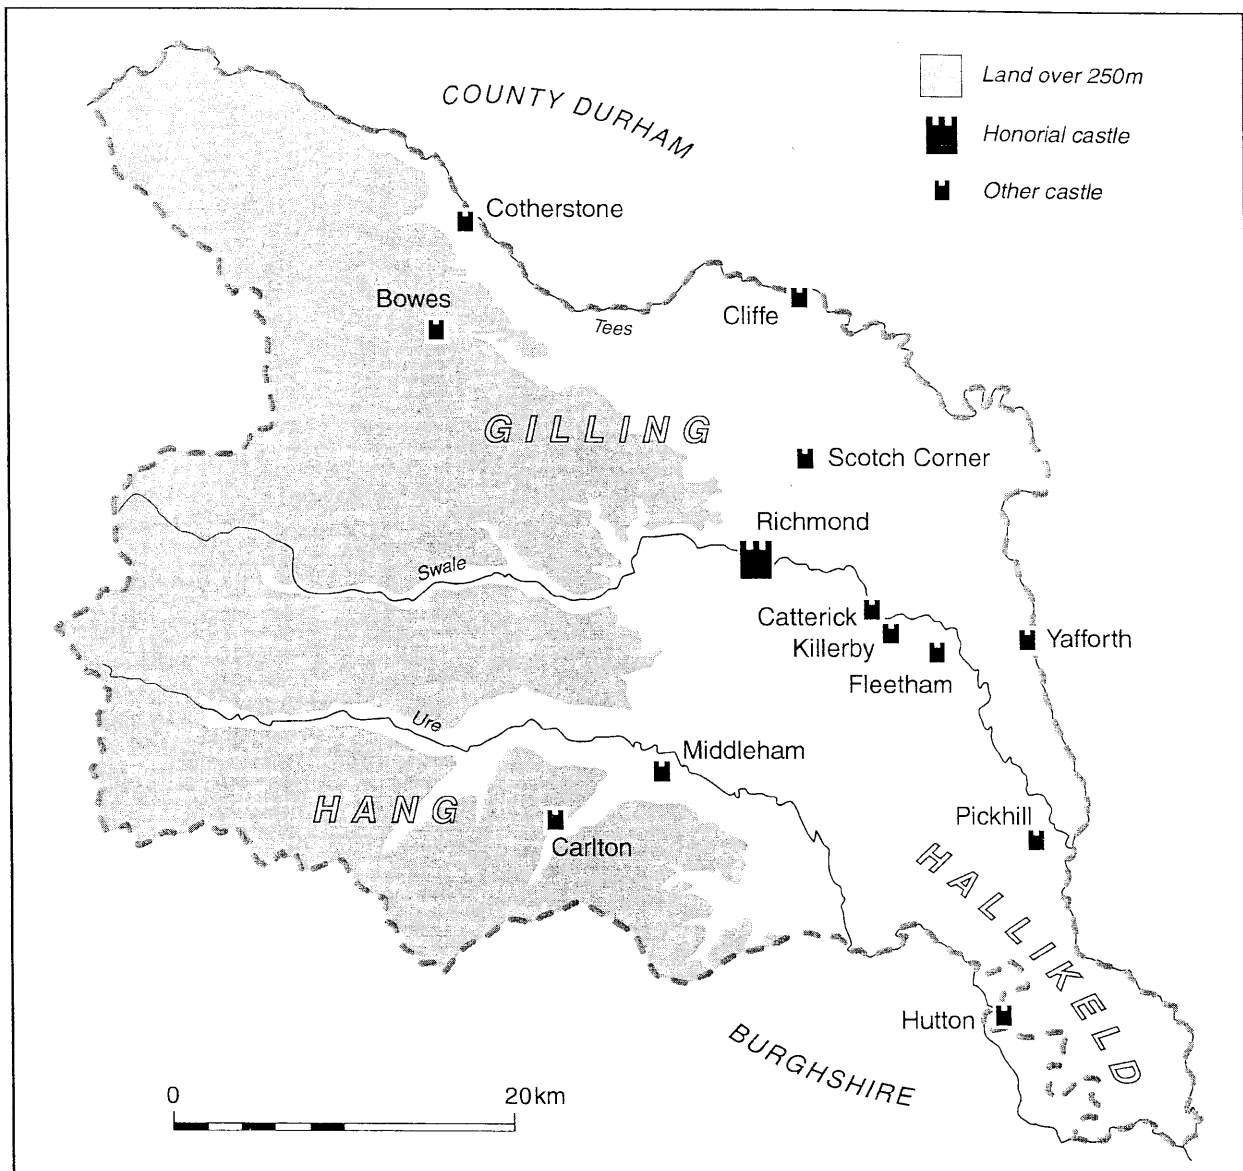 COUNTY DURHAM
Land over 250m
Honorial castle
Other castle
Cotherstone
Bowes
Tees
Cliffe
GILLING
Scotch Corner
Richmond
Swale
Catterick
Killerby
Fleetham
Yafforth
Ure
Middleham
HANG
Carlton
Pickhill
HALLIKELD
Hutton
BURGHSHIRE
0 20km